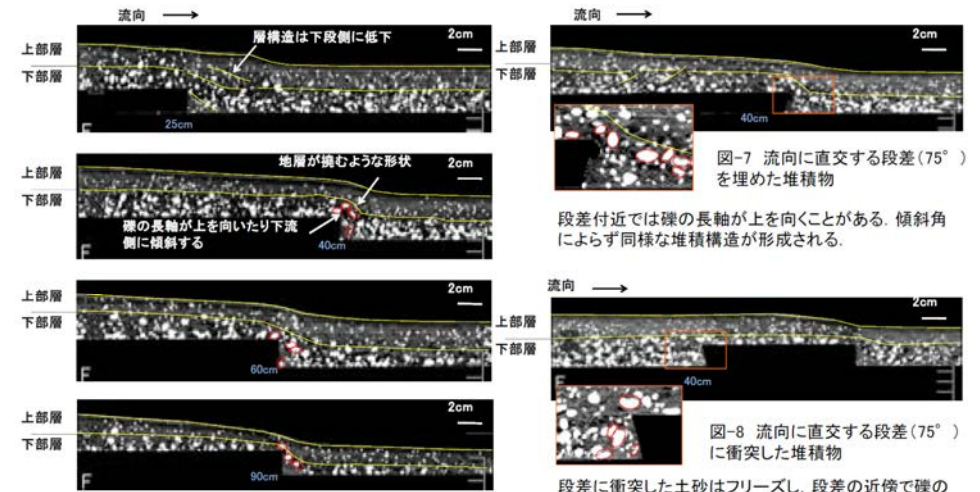 流向 →
2cm
層構造は下段側に低下
上部層
下部層
25cm
地層が撓むような形状
2cm
上部層
下部層
礫の長軸が上を向いたり下流
側に傾斜する
40cm
2cm
上部層
下部層
60cm
2cm
上部層
下部層
90cm
流向 →
2cm
上部層
下部層
40cm
図-7 流向に直交する段差(75°)
を埋めた堆積物
段差付近では礫の長軸が上を向くことがある. 傾斜角
によらず同様な堆積構造が形成される.
流向 →
2cm
上部層
下部層
40cm
図-8 流向に直交する段差(75°)
に衝突した堆積物
段差に衝突した土砂はフリーズし, 段差の近傍で礫の